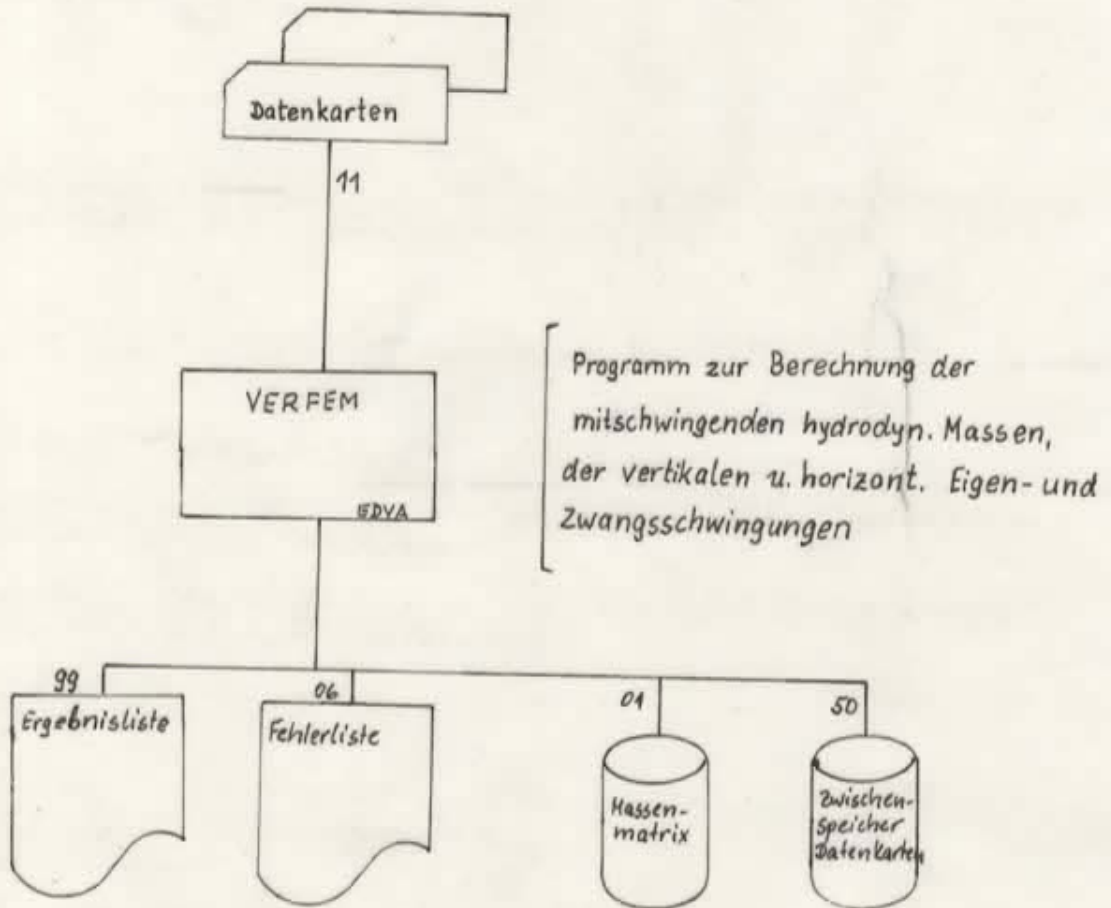 Datenkarten
11
VERFEM
EDVA
Programm zur Berechnung der
mitschwingenden hydrodyn. Massen,
der vertikalen u. horizont. Eigen- und
Zwangsschwingungen
99
Ergebnisliste
06
Fehlerliste
01
Massen-
matrix
50
Zwischen-
speicher
Datenkarten